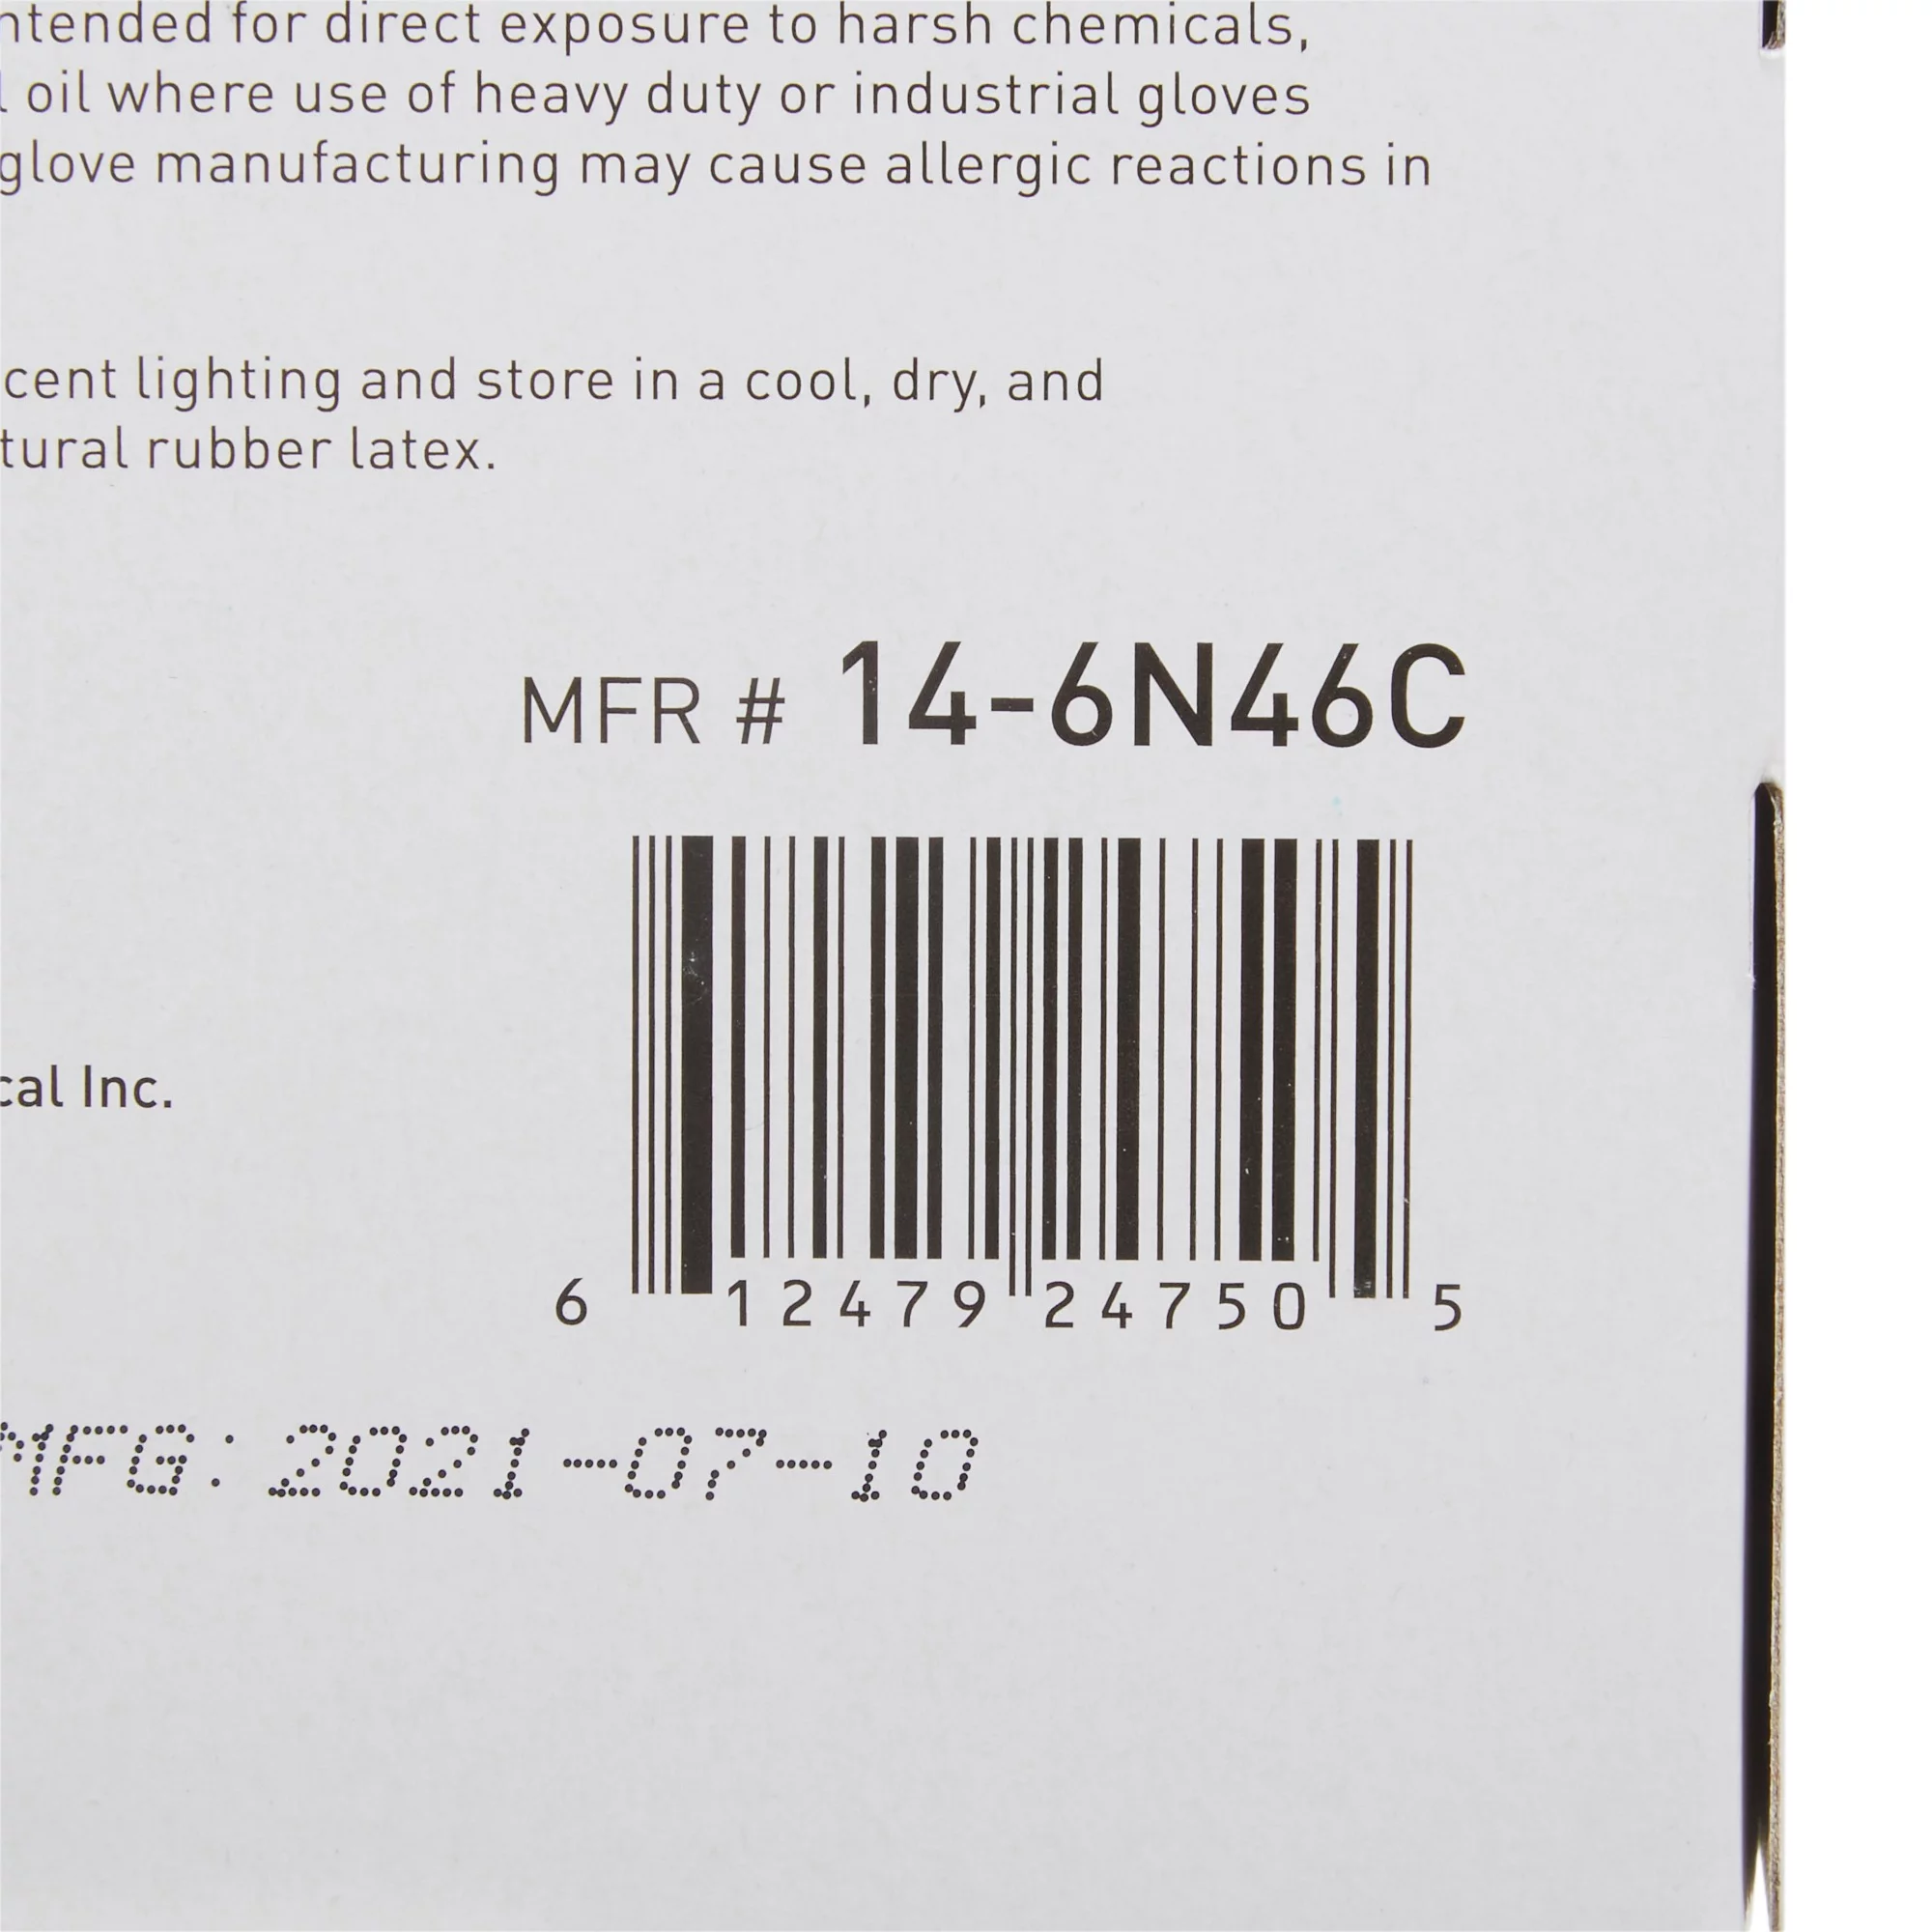 ntended for direct exposure to harsh chemicals,
oil where use of heavy duty or industrial gloves
glove manufacturing may cause allergic reactions in
cent lighting and store in a cool, dry, and
tural rubber latex.
MFR # 14-6N46C
cal Inc.
6 12479 24750 5
MFG: 2021-07-10